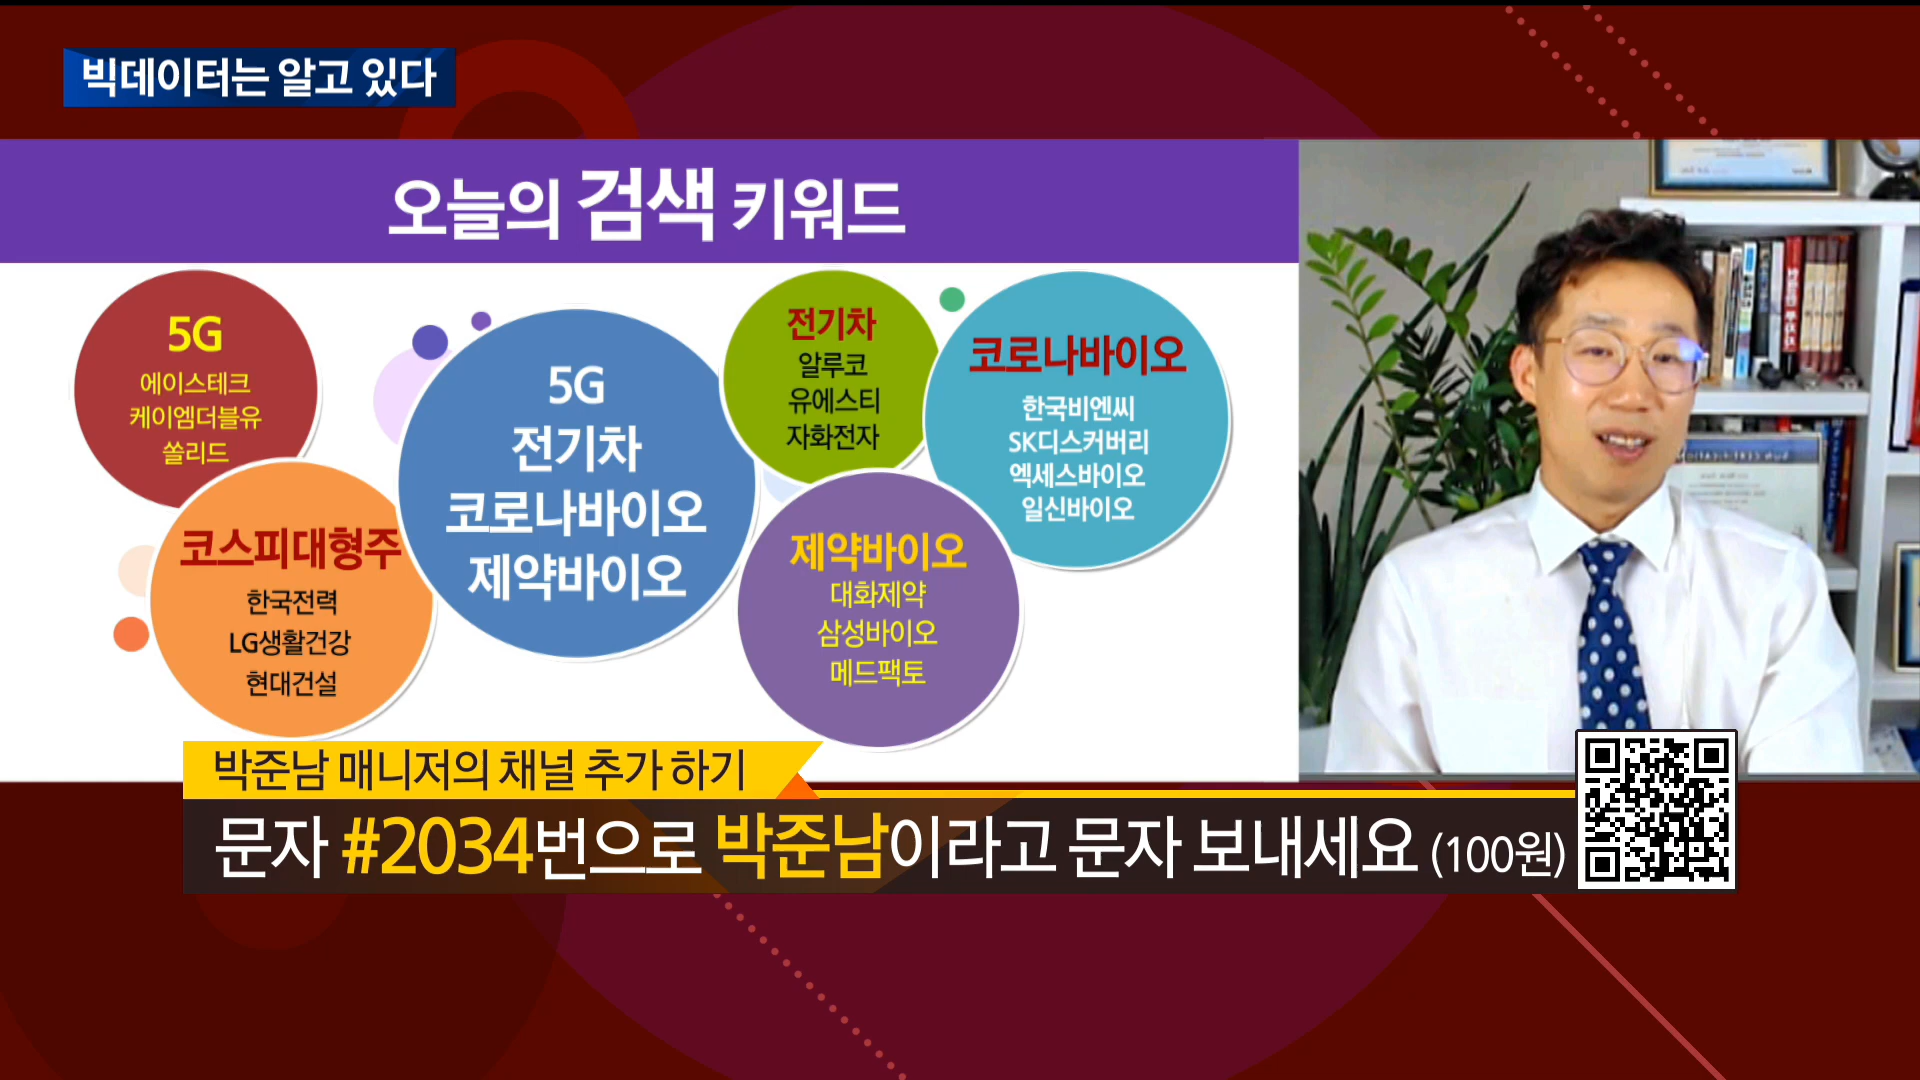 빅데이터는 알고 있다
오늘의 검색 키워드
5G
에이스테크
케이엠더블유
쏠리드
코스피대형주
한국전력
LG생활건강
현대건설
5G
전기차
코로나바이오
제약바이오
전기차
알루코
유에스티
자화전자
코로나바이오
한국비엔씨
SK디스커버리
엑세스바이오
일신바이오
제약바이오
대화제약
삼성바이오
메드팩토
박준남 매니저의 채널 추가 하기
문자 #2034번으로 박준남이라고 문자 보내세요 (100원)